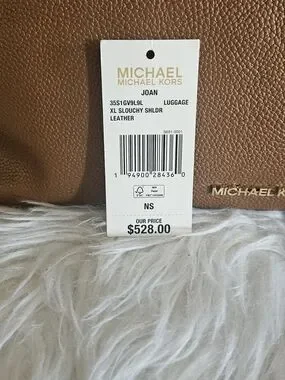 MICHAEL
MICHAEL KORS
JOAN
35S1GV9L9L LUGGAGE
XL SLOUCHY SHLDR
LEATHER
1 94900 28436 0
NS
OUR PRICE
$528.00
MICHAEL K